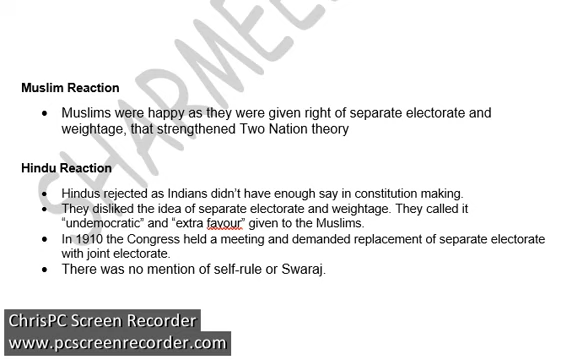 SHARMEE
Muslim Reaction
• Muslims were happy as they were given right of separate electorate and
weightage, that strengthened Two Nation theory
Hindu Reaction
• Hindus rejected as Indians didn't have enough say in constitution making.
• They disliked the idea of separate electorate and weightage. They called it
“undemocratic” and “extra favour” given to the Muslims.
• In 1910 the Congress held a meeting and demanded replacement of separate electorate
with joint electorate.
• There was no mention of self-rule or Swaraj.
ChrisPC Screen Recorder
www.pcscreenrecorder.com